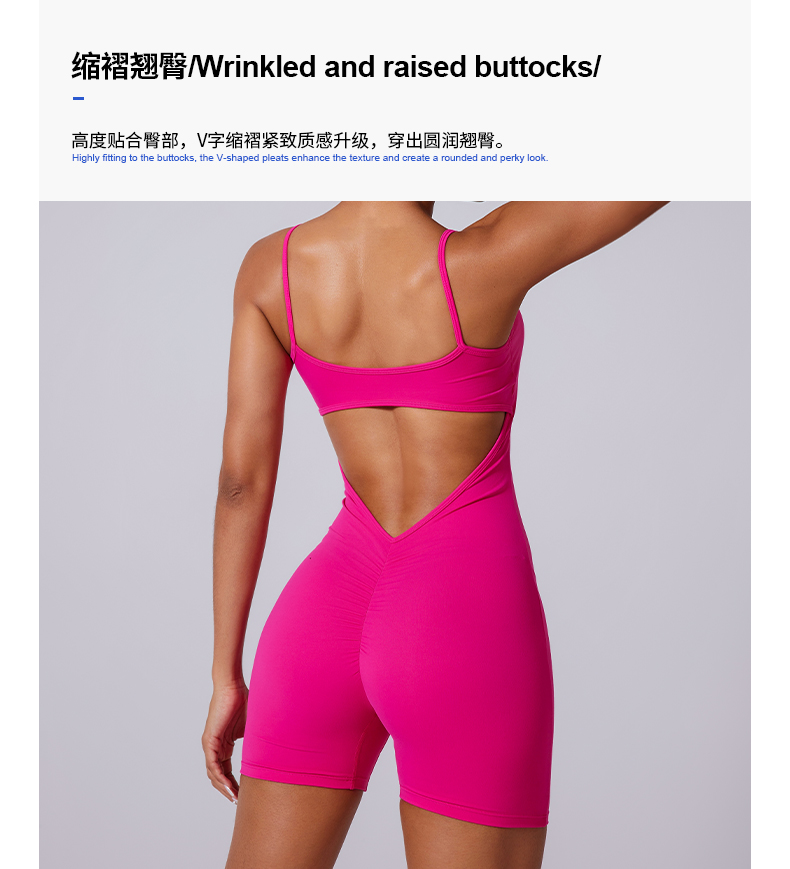 缩褶翘臀/Wrinkled and raised buttocks/
高度贴合臀部，V字缩褶紧致质感升级，穿出圆润翘臀。
Highly fitting to the buttocks, the V-shaped pleats enhance the texture and create a rounded and perky look.